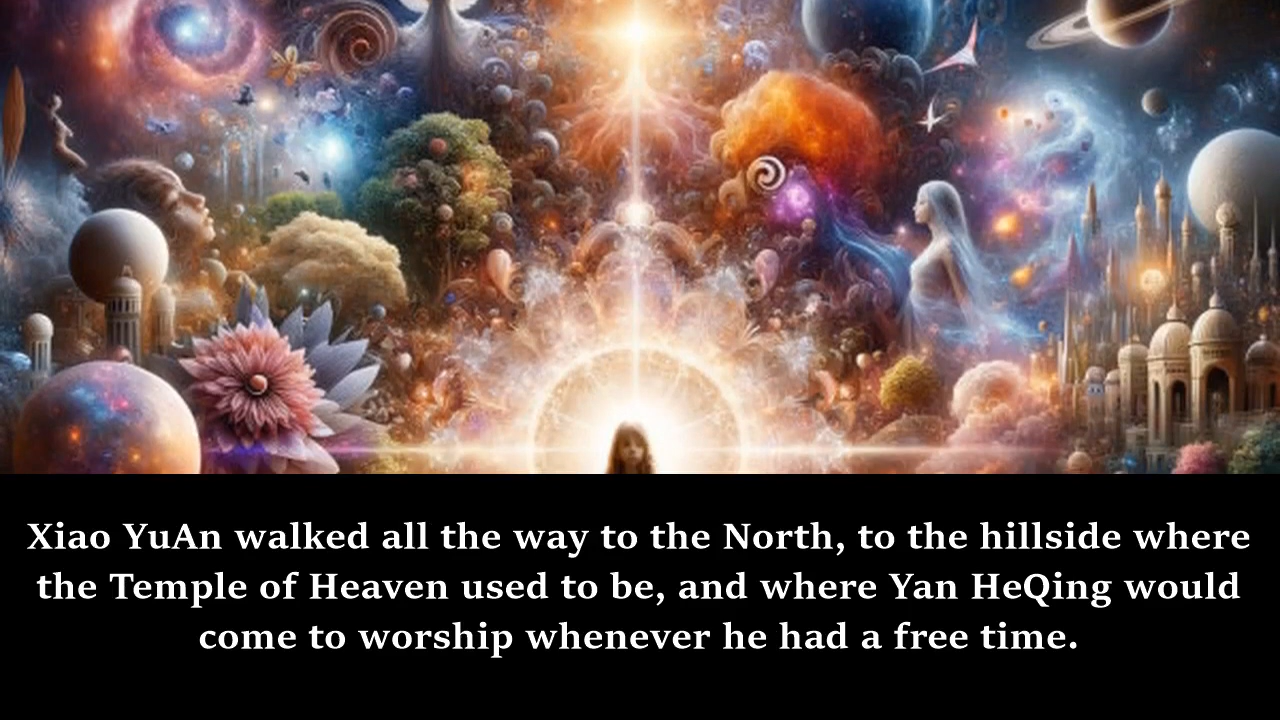 Xiao YuAn walked all the way to the North, to the hillside where
the Temple of Heaven used to be, and where Yan HeQing would
come to worship whenever he had a free time.